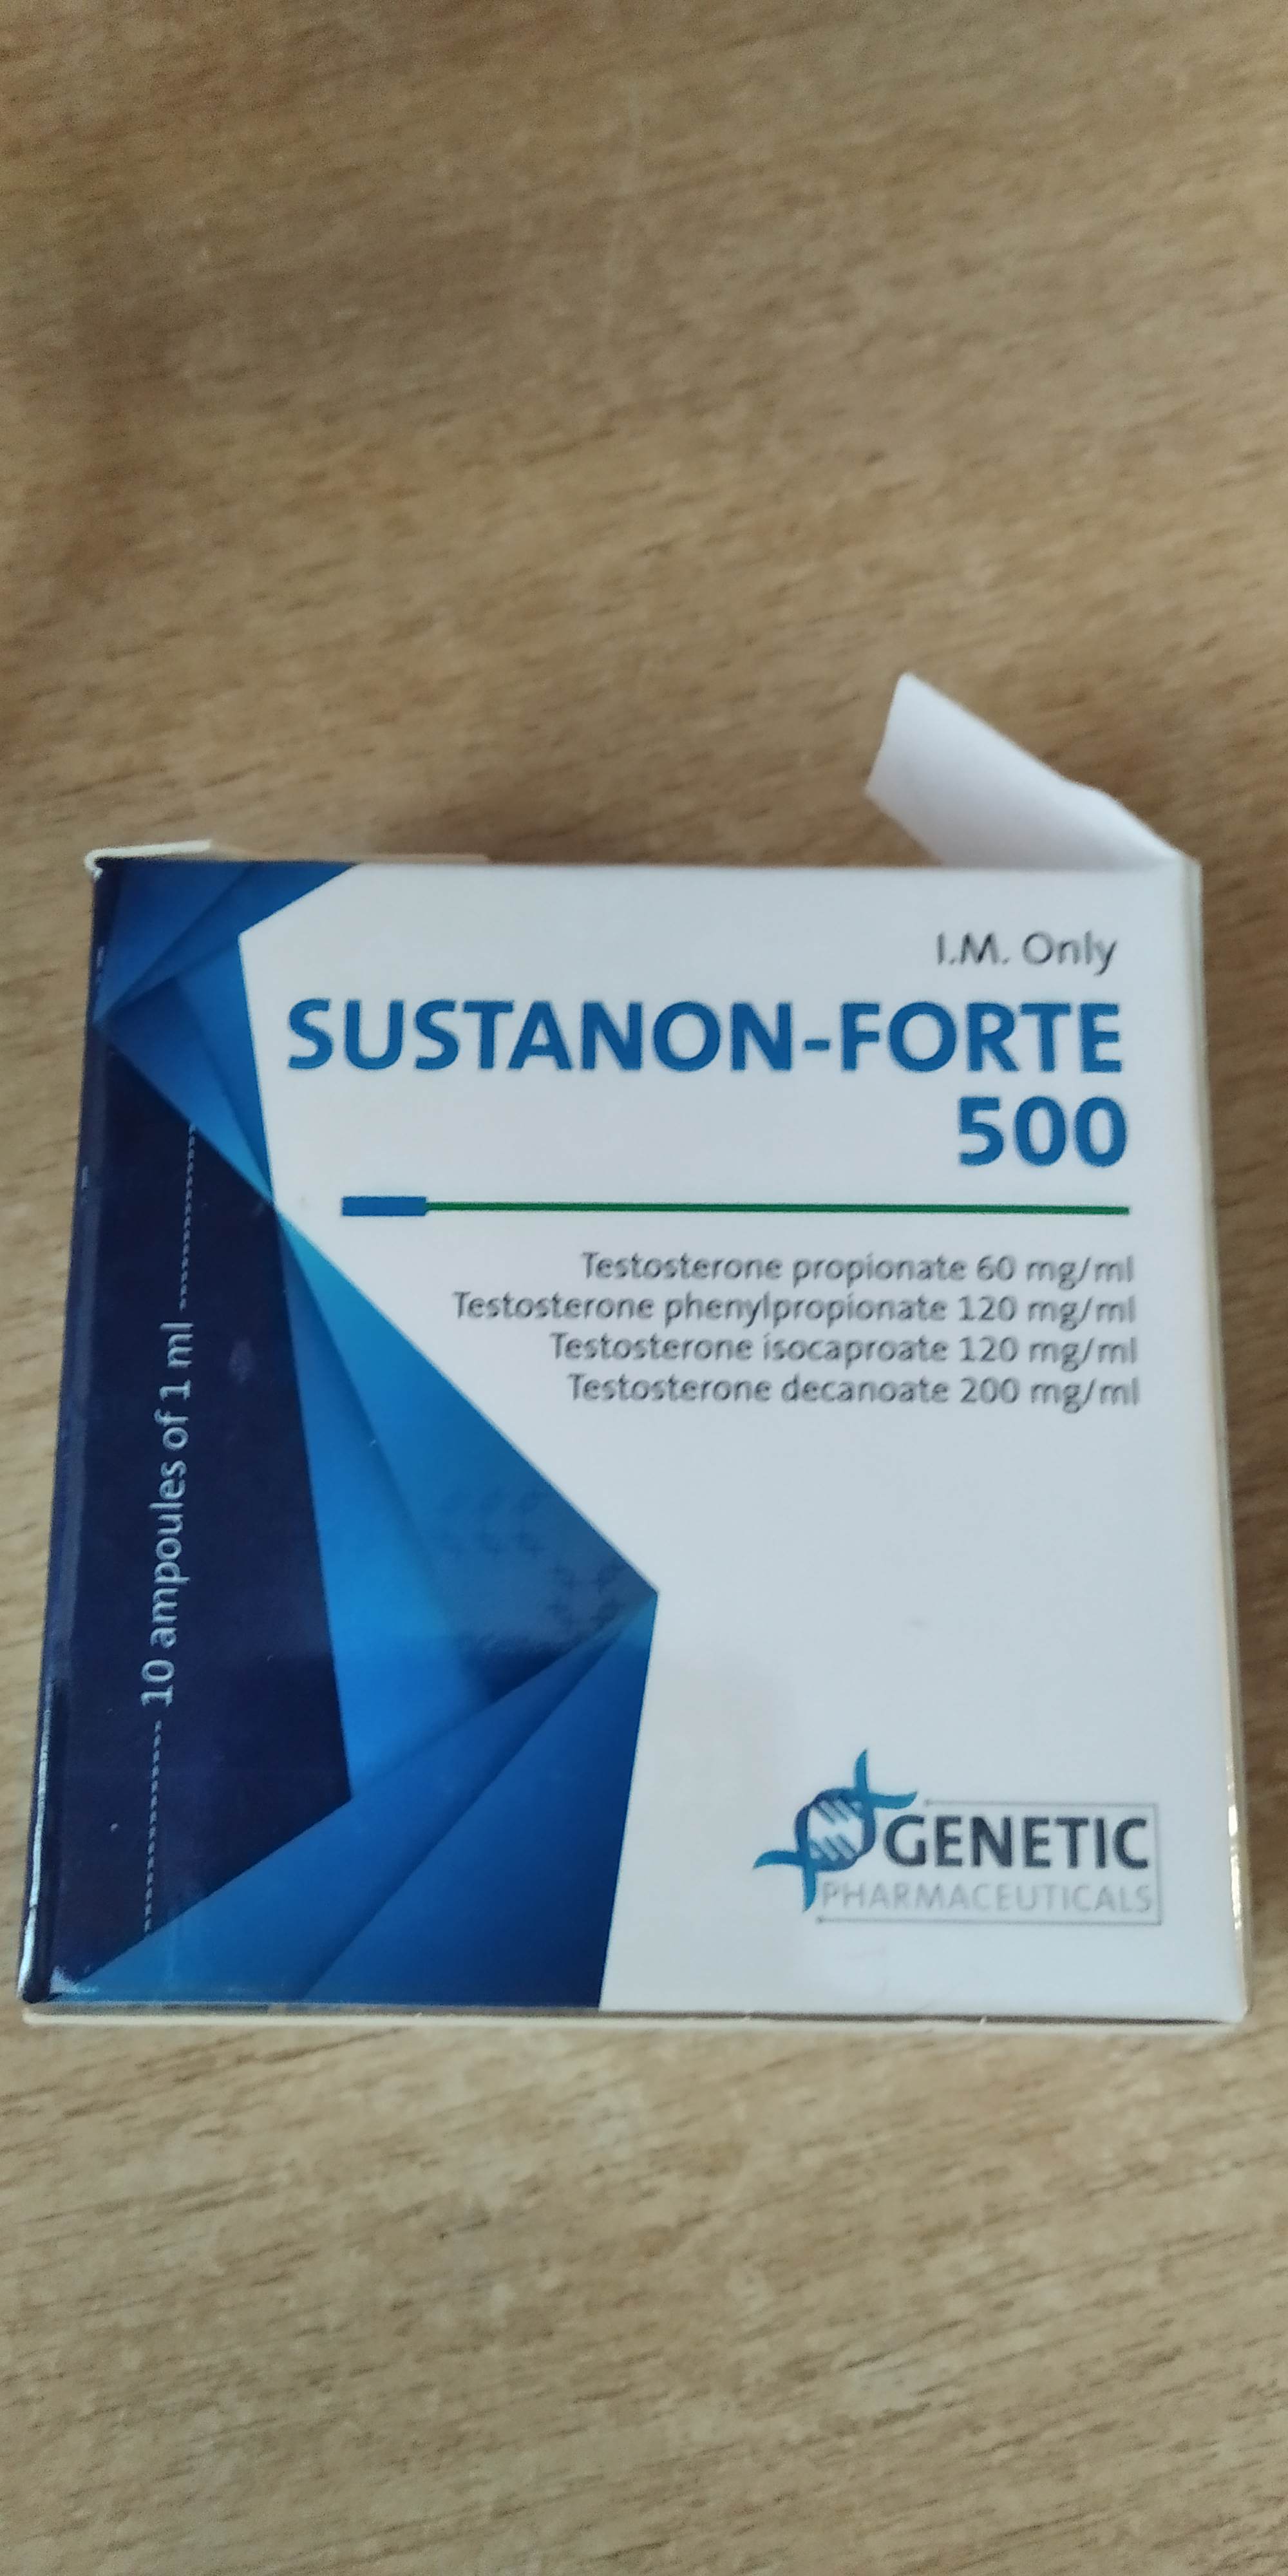 I.M. Only
SUSTANON-FORTE
500
Testosterone propionate 60 mg/ml
Testosterone phenylpropionate 120 mg/ml
Testosterone isocaproate 120 mg/ml
Testosterone decanoate 200 mg/ml
10 ampoules of 1 ml
GENETIC
PHARMACEUTICALS